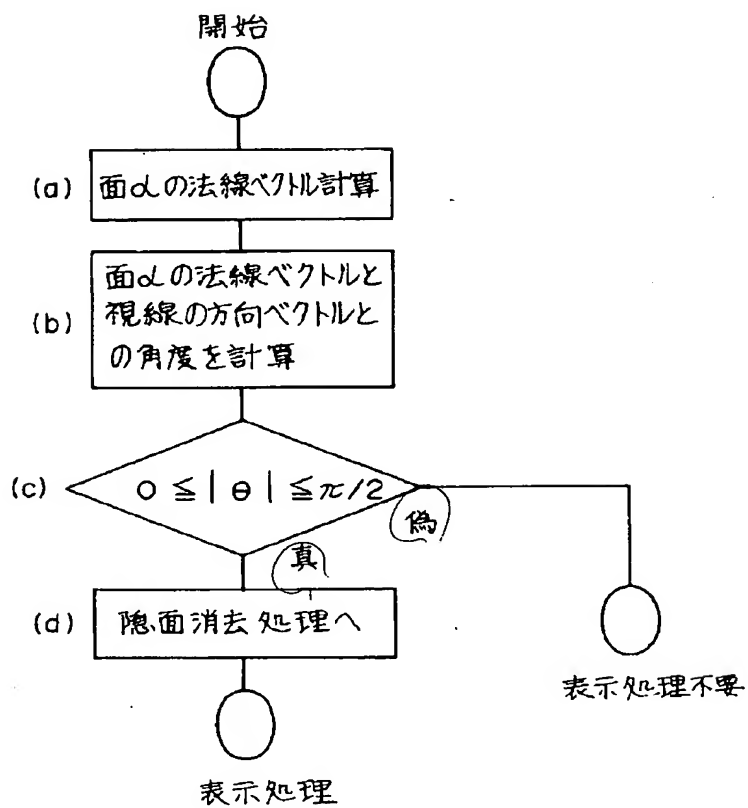 開始
(a) 面αの法線ベクトル計算
面αの法線ベクトルと
(b) 視線の方向ベクトルと
の角度を計算
(c) 0 ≦ | θ | ≦ π/2
偽
真
(d) 隠面消去処理へ
表示処理不要
表示処理